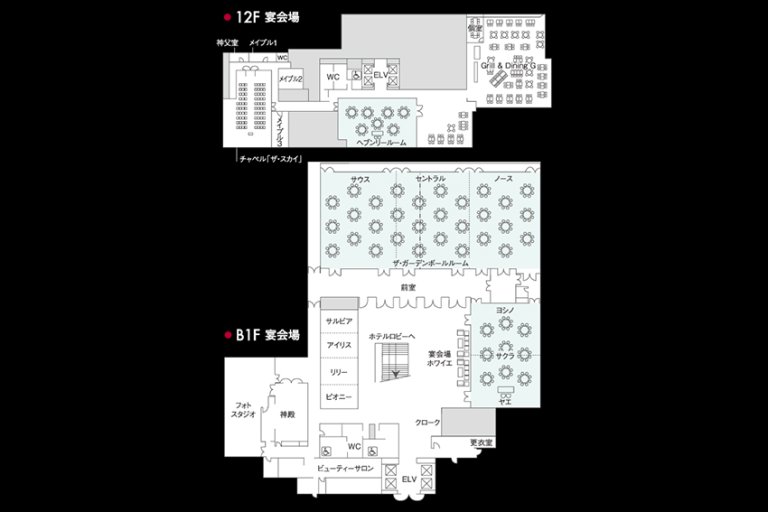 12F 宴会場
神父室
メイプル1
WC
メイプル2
WC
ELV
個室
Grill & Dining G
メイプル3
ヘブンリールーム
チャペル「ザ・スカイ」
サウス
セントラル
ノース
ザ・ガーデンボールルーム
前室
B1F 宴会場
サルビア
アイリス
リリー
ピオニー
ホテルロビーへ
宴会場
ホワイエ
ヨシノ
サクラ
ヤエ
フォト
スタジオ
神殿
クローク
更衣室
WC
ビューティーサロン
ELV